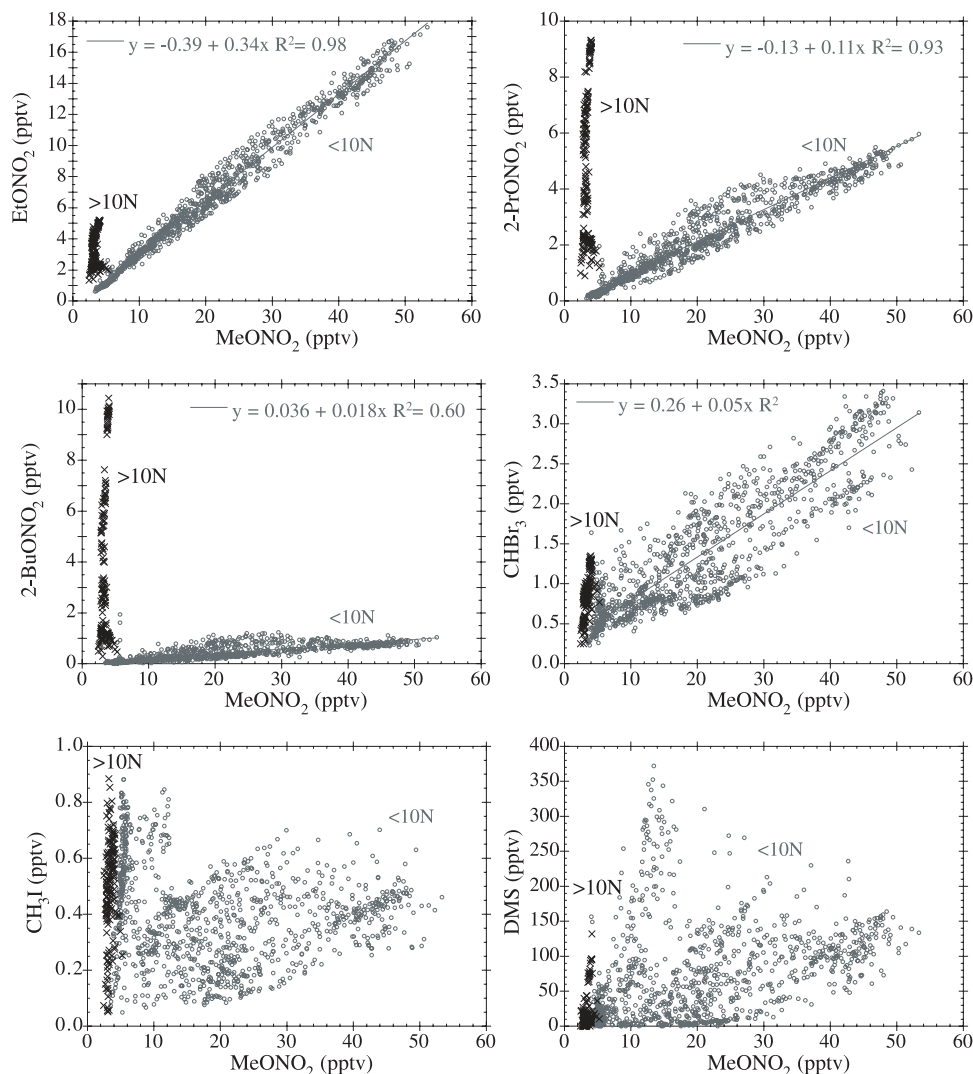 y = -0.39 + 0.34x R²= 0.98
EtONO₂ (pptv)
18
16
14
12
10
8
6
4
2
0
>10N
<10N
0 10 20 30 40 50 60
MeONO₂ (pptv)
y = -0.13 + 0.11x R²= 0.93
2-PrONO₂ (pptv)
10
8
6
4
2
0
>10N
<10N
0 10 20 30 40 50 60
MeONO₂ (pptv)
y = 0.036 + 0.018x R²= 0.60
2-BuONO₂ (pptv)
10
8
6
4
2
0
>10N
<10N
0 10 20 30 40 50 60
MeONO₂ (pptv)
y = 0.26 + 0.05x R²
CHBr₃ (pptv)
3.5
3.0
2.5
2.0
1.5
1.0
0.5
0.0
>10N
<10N
0 10 20 30 40 50 60
MeONO₂ (pptv)
CH₃I (pptv)
1.0
0.8
0.6
0.4
0.2
0.0
>10N
<10N
0 10 20 30 40 50 60
MeONO₂ (pptv)
DMS (pptv)
400
350
300
250
200
150
100
50
0
>10N
<10N
0 10 20 30 40 50 60
MeONO₂ (pptv)